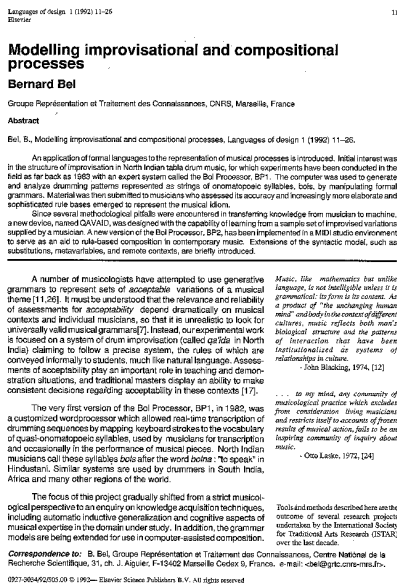 Languages of design 1 (1992) 11-26
11
Elsevier
Modelling improvisational and compositional
processes
Bernard Bel
Groupe Représentation et Traitement des Connaissances, CNRS, Marseille, France
Abstract
Bel, B., Modelling improvisational and compositional processes, Languages of design 1 (1992) 11-26.
An application of formal languages to the representation of musical processes is introduced. Initial interest was
in the structure of improvisation in North Indian tabla drum music, for which experiments have been conducted in the
field as far back as 1983 with an expert system called the Bol Processor, BP1. The computer was used to generate
and analyze drumming patterns represented as strings of onomatopoeic syllables, bols, by manipulating formal
grammars. Material was then submitted to musicians who assessed its accuracy and increasingly more elaborate and
sophisticated rule bases emerged to represent the musical idiom.
Since several methodological pitfalls were encountered in transferring knowledge from musician to machine,
a new device, named QAVAID, was designed with the capability of learning from a sample set of improvised variations
supplied by a musician. A new version of the Bol Processor, BP2, has been implemented in a MIDI studio environment
to serve as an aid to rule-based composition in contemporary music. Extensions of the syntactic model, such as
substitutions, metavariables, and remote contexts, are briefly introduced.
A number of musicologists have attempted to use generative
grammars to represent sets of acceptable variations of a musical
theme [11,26]. It must be understood that the relevance and reliability
of assessments for acceptability depend dramatically on musical
contexts and individual musicians, so that it is unrealistic to look for
universally valid musical grammars[7]. Instead, our experimental work
is focused on a system of drum improvisation (called qa'ida in North
India) claiming to follow a precise system, the rules of which are
conveyed informally to students, much like natural language. Assess-
ments of acceptability play an important role in teaching and demon-
stration situations, and traditional masters display an ability to make
consistent decisions regarding acceptability in these contexts [17].
The very first version of the Bol Processor, BP1, in 1982, was
a customized wordprocessor which allowed real-time transcription of
drumming sequences by mapping keyboard strokes to the vocabulary
of quasi-onomatopoeic syllables, used by musicians for transcription
and occasionally in the performance of musical pieces. North Indian
musicians call these syllables bols after the word bolna: "to speak" in
Hindustani. Similar systems are used by drummers in South India,
Africa and many other regions of the world.
The focus of this project gradually shifted from a strict musicol-
ogical perspective to an enquiry on knowledge acquisition techniques,
including automatic inductive generalization and cognitive aspects of
musical expertise in the domain under study. In addition, the grammar
models are being extended for use in computer-assisted composition.
Music, like mathematics but unlike
language, is not intelligible unless it is
grammatical: its form is its content. As
a product of "the unchanging human
mind" and body in the context of different
cultures, music reflects both man's
biological structure and the patterns
of interaction that have been
institutionalized as systems of
relationships in culture.
- John Blacking, 1974, [12]
. . . to my mind, any community of
musicological practice which excludes
from consideration living musicians
and restricts itself to accounts of frozen
results of musical action, fails to be an
inspiring community of inquiry about
music.
- Otto Laske, 1972, [24]
Tools and methods described here are the
outcome of several research projects
undertaken by the International Society
for Traditional Arts Research (ISTAR)
over the last decade.
Correspondence to: B. Bel, Groupe Représentation et Traitement des Connaissances, Centre National de la
Recherche Scientifique, 31, ch. J. Aiguier, F-13402 Marseille Cedex 9, France. e-mail: <bel@grtc.cnrs-mrs.fr>.
0927-3034/92/$05.00 © 1992— Elsevier Science Publishers B.V. All rights reserved